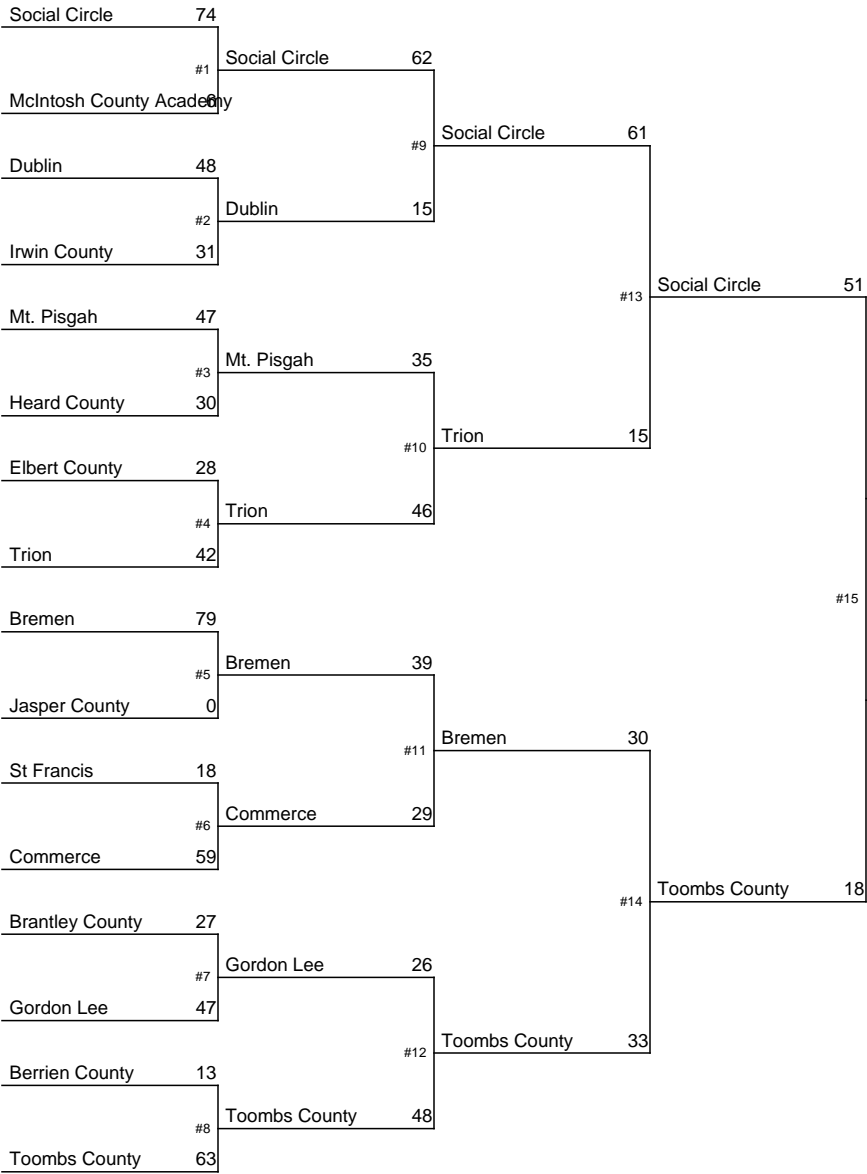 Social Circle 74
#1
McIntosh County Academy 6
Social Circle 62
Dublin 48
#2
Irwin County 31
Dublin 15
#9
Social Circle 61
Mt. Pisgah 47
#3
Heard County 30
Mt. Pisgah 35
Elbert County 28
#4
Trion 42
Trion 46
#10
Trion 15
#13
Social Circle 51
Bremen 79
#5
Jasper County 0
Bremen 39
St Francis 18
#6
Commerce 59
Commerce 29
#11
Bremen 30
Brantley County 27
#7
Gordon Lee 47
Gordon Lee 26
Berrien County 13
#8
Toombs County 63
Toombs County 48
#12
Toombs County 33
#14
Toombs County 18
#15